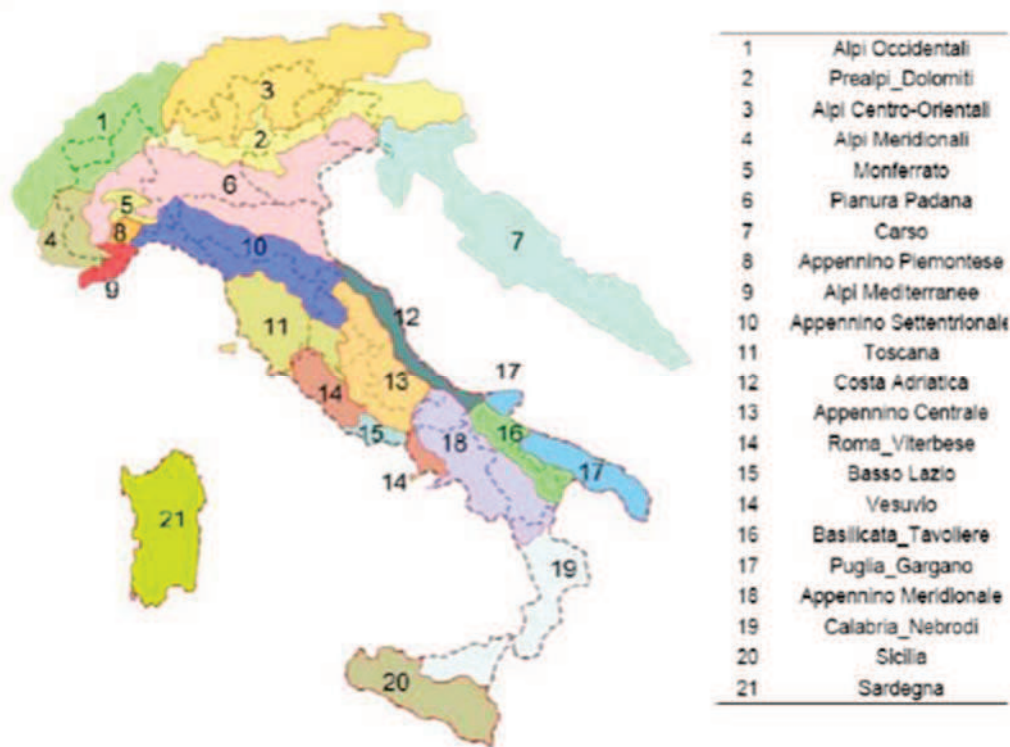 3
1
2
6
5
4
8
10
7
9
12
11
17
13
14
16
15
18
17
14
21
19
20
1 Alpi Occidentali
2 Prealpi_Dolomiti
3 Alpi Centro-Orientali
4 Alpi Meridionali
5 Monferrato
6 Pianura Padana
7 Carso
8 Appennino Piemontese
9 Alpi Mediterranee
10 Appennino Settentrionale
11 Toscana
12 Costa Adriatica
13 Appennino Centrale
14 Roma_Viterbese
15 Basso Lazio
14 Vesuvio
16 Basilicata_Tavoliere
17 Puglia_Gargano
18 Appennino Meridionale
19 Calabria_Nebrodi
20 Sicilia
21 Sardegna